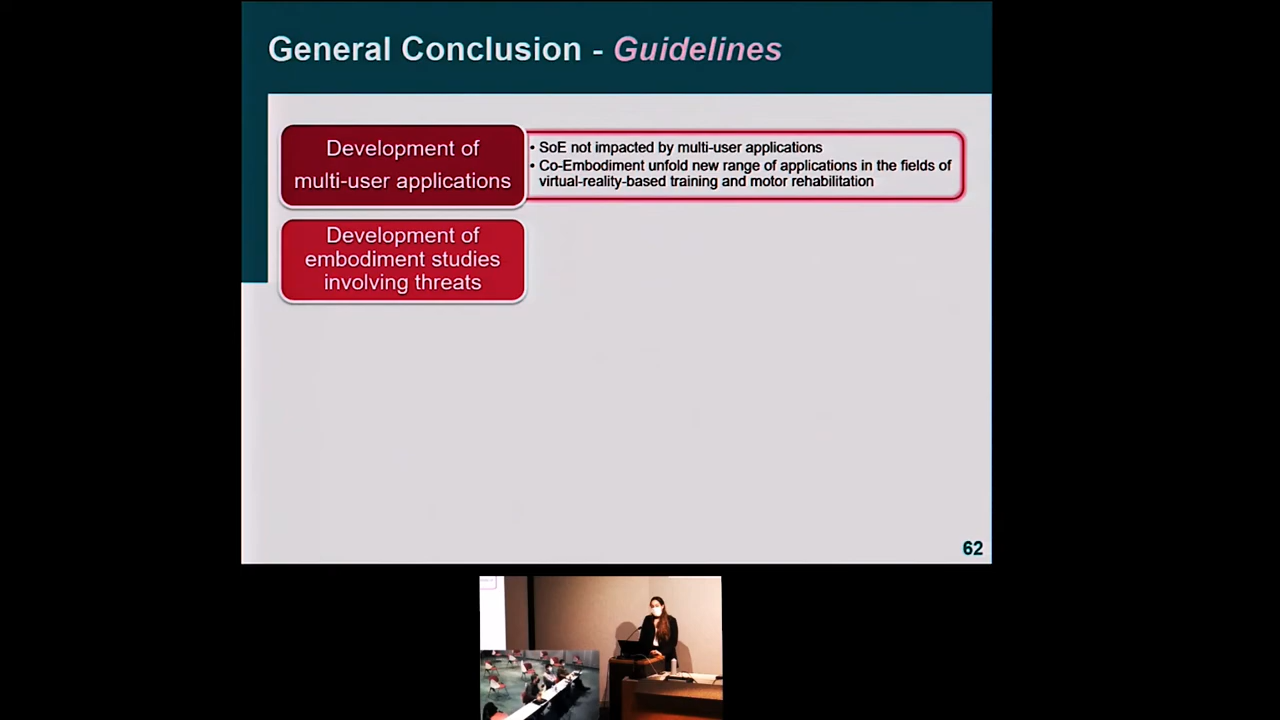 General Conclusion - Guidelines
Development of
multi-user applications
• SoE not impacted by multi-user applications
• Co-Embodiment unfold new range of applications in the fields of
virtual-reality-based training and motor rehabilitation
Development of
embodiment studies
involving threats
62